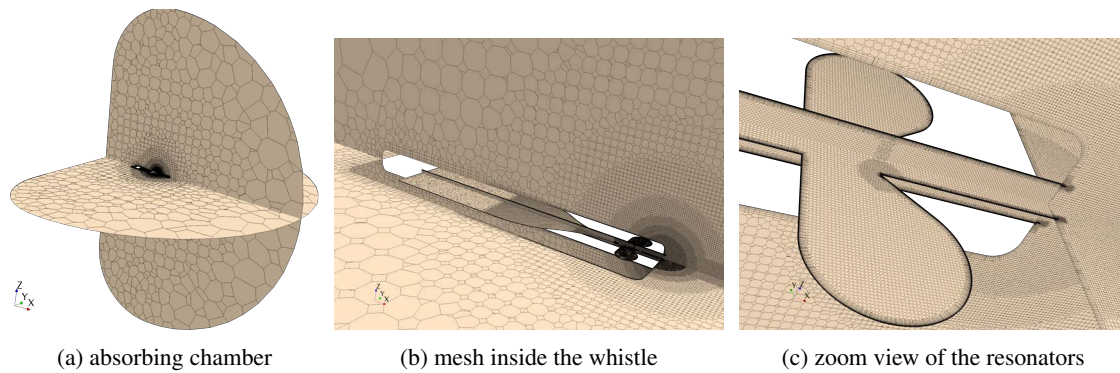 Z
Y
X
Z
Y
X
(a) absorbing chamber
(b) mesh inside the whistle
(c) zoom view of the resonators